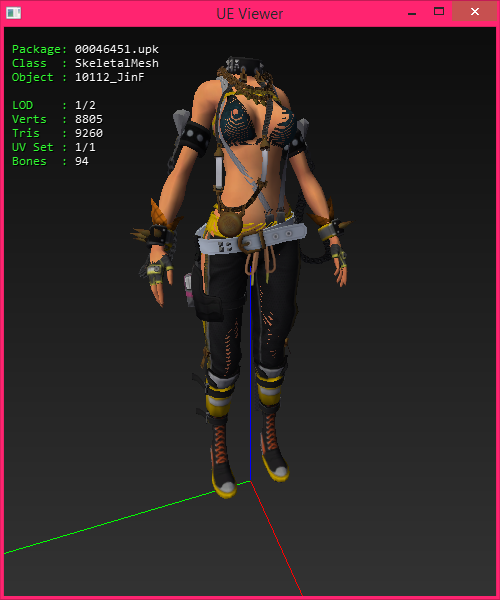 UE Viewer
Package: 00046451.upk
Class : SkeletalMesh
Object : 10112_JinF
LOD : 1/2
Verts : 8805
Tris : 9260
UV Set : 1/1
Bones : 94